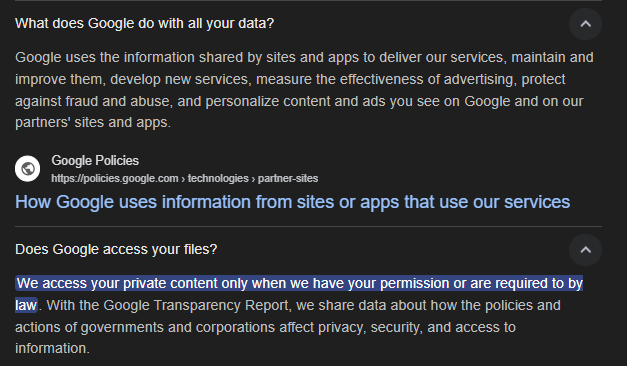 What does Google do with all your data?
Google uses the information shared by sites and apps to deliver our services, maintain and
improve them, develop new services, measure the effectiveness of advertising, protect
against fraud and abuse, and personalize content and ads you see on Google and on our
partners' sites and apps.
Google Policies
https://policies.google.com › technologies › partner-sites
How Google uses information from sites or apps that use our services
Does Google access your files?
We access your private content only when we have your permission or are required to by
law. With the Google Transparency Report, we share data about how the policies and
actions of governments and corporations affect privacy, security, and access to
information.